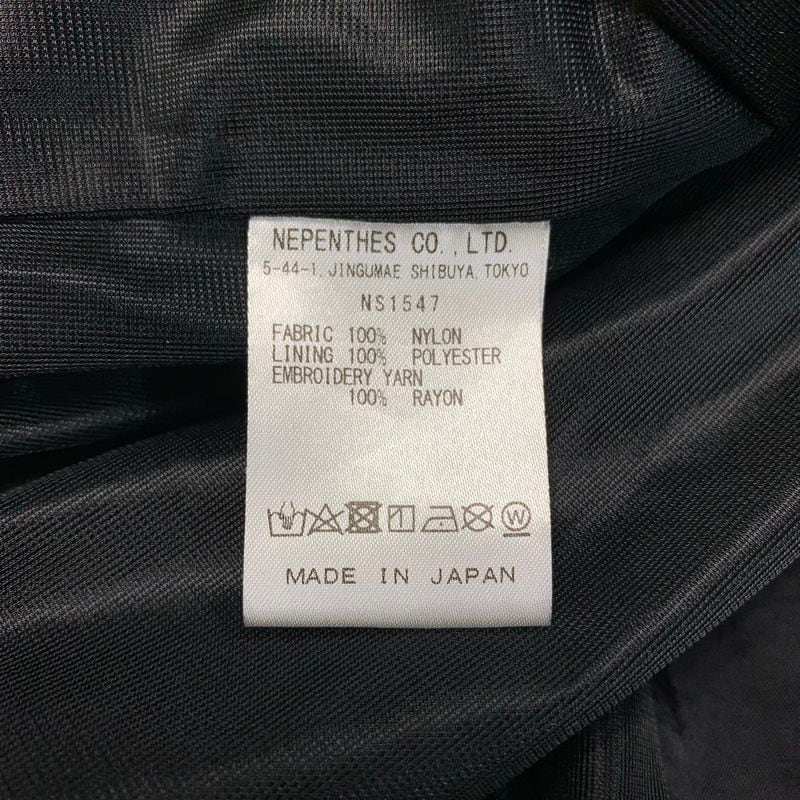 NEPENTHES CO., LTD.
5-44-1, JINGUMAE SHIBUYA, TOKYO
NS1547
FABRIC 100% NYLON
LINING 100% POLYESTER
EMBROIDERY YARN
100% RAYON
W
MADE IN JAPAN